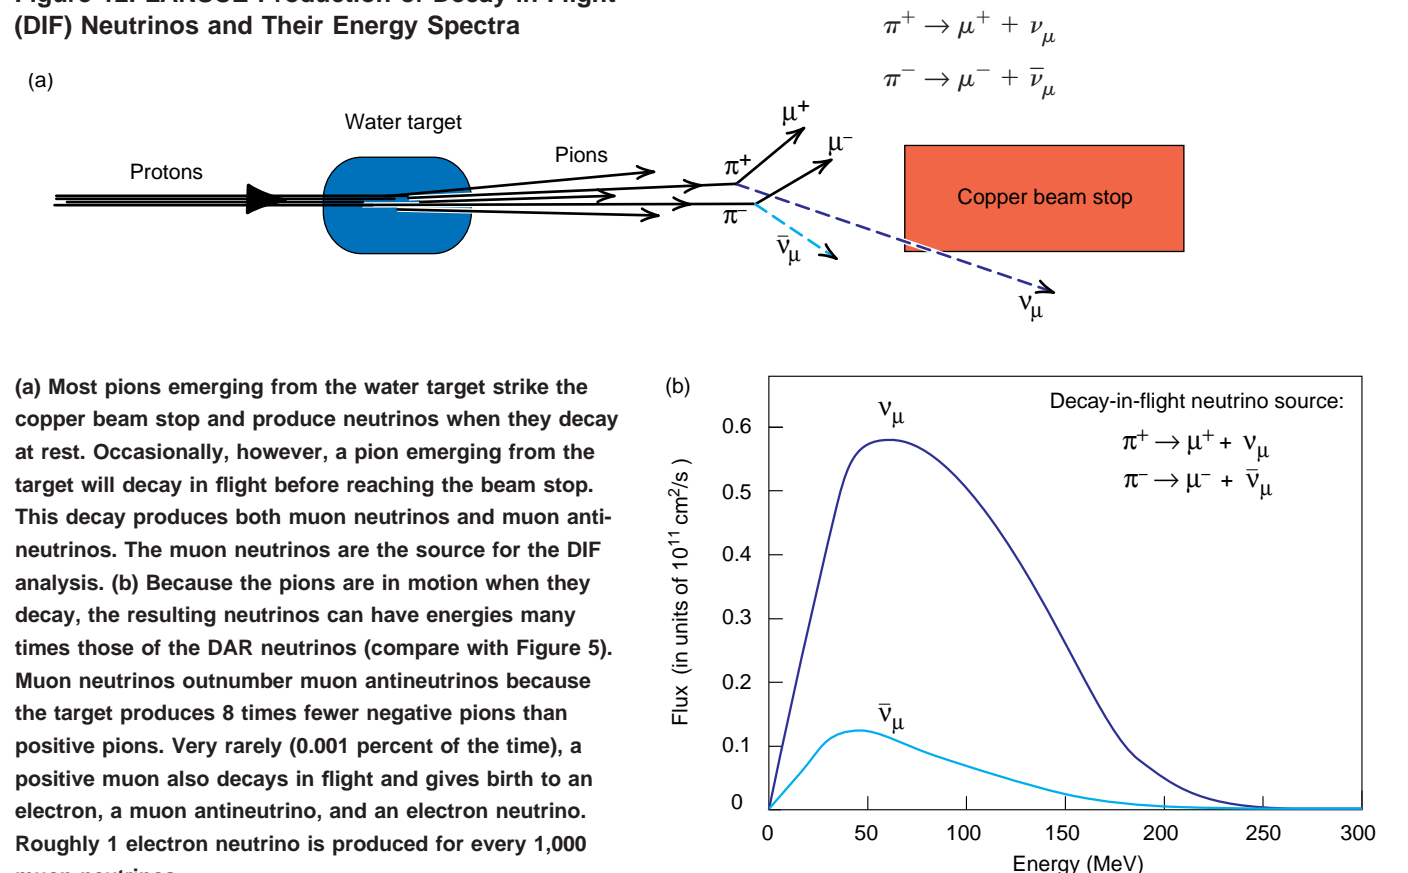 (DIF) Neutrinos and Their Energy Spectra
π⁺ → μ⁺ + ν_μ
π⁻ → μ⁻ + ν̄_μ
(a)
Water target
Protons
Pions
μ⁺
μ⁻
π⁺
π⁻
ν̄_μ
ν_μ
Copper beam stop
(a) Most pions emerging from the water target strike the
copper beam stop and produce neutrinos when they decay
at rest. Occasionally, however, a pion emerging from the
target will decay in flight before reaching the beam stop.
This decay produces both muon neutrinos and muon anti-
neutrinos. The muon neutrinos are the source for the DIF
analysis. (b) Because the pions are in motion when they
decay, the resulting neutrinos can have energies many
times those of the DAR neutrinos (compare with Figure 5).
Muon neutrinos outnumber muon antineutrinos because
the target produces 8 times fewer negative pions than
positive pions. Very rarely (0.001 percent of the time), a
positive muon also decays in flight and gives birth to an
electron, a muon antineutrino, and an electron neutrino.
Roughly 1 electron neutrino is produced for every 1,000
(b)
Decay-in-flight neutrino source:
π⁺ → μ⁺ + ν_μ
π⁻ → μ⁻ + ν̄_μ
ν_μ
ν̄_μ
Flux (in units of 10¹¹ cm²/s )
0.6
0.5
0.4
0.3
0.2
0.1
0
0 50 100 150 200 250 300
Energy (MeV)